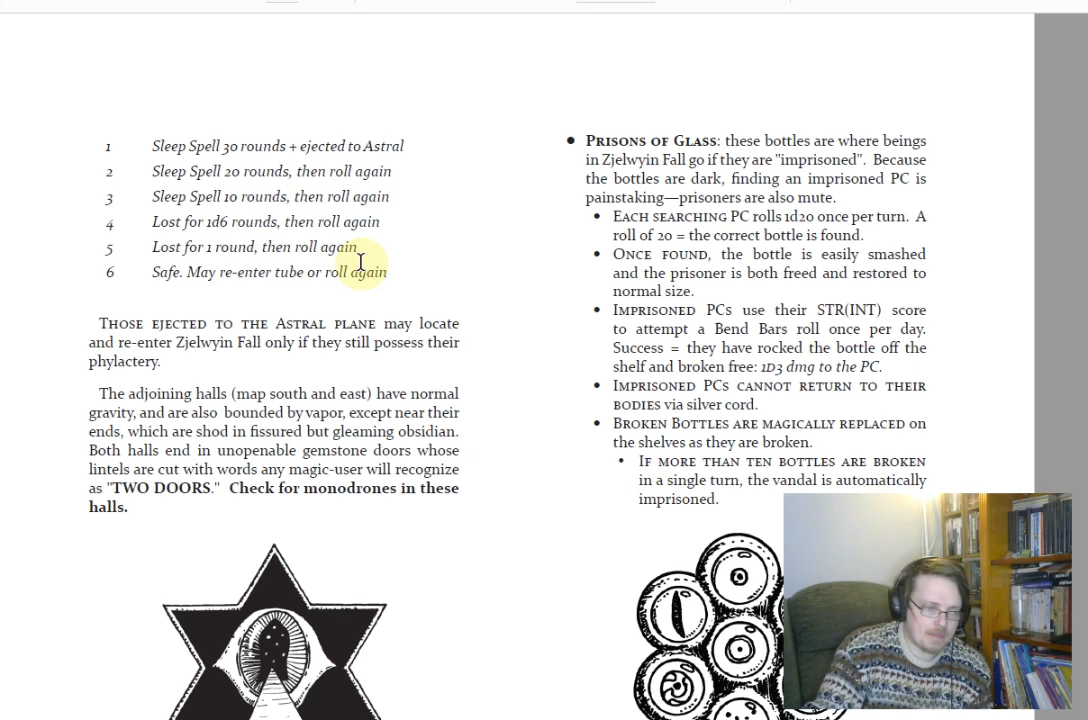 1 Sleep Spell 30 rounds + ejected to Astral
2 Sleep Spell 20 rounds, then roll again
3 Sleep Spell 10 rounds, then roll again
4 Lost for 1d6 rounds, then roll again
5 Lost for 1 round, then roll again
6 Safe. May re-enter tube or roll again
Those ejected to the Astral plane may locate
and re-enter Zjelwyin Fall only if they still possess their
phylactery.
The adjoining halls (map south and east) have normal
gravity, and are also bounded by vapor, except near their
ends, which are shod in fissured but gleaming obsidian.
Both halls end in unopenable gemstone doors whose
lintels are cut with words any magic-user will recognize
as "TWO DOORS." Check for monodrones in these
halls.
• Prisons of Glass: these bottles are where beings
in Zjelwyin Fall go if they are "imprisoned". Because
the bottles are dark, finding an imprisoned PC is
painstaking—prisoners are also mute.
• Each searching PC rolls 1d20 once per turn. A
roll of 20 = the correct bottle is found.
• Once found, the bottle is easily smashed
and the prisoner is both freed and restored to
normal size.
• Imprisoned PCs use their STR(INT) score
to attempt a Bend Bars roll once per day.
Success = they have rocked the bottle off the
shelf and broken free: 1D3 dmg to the PC.
• Imprisoned PCs cannot return to their
bodies via silver cord.
• Broken Bottles are magically replaced on
the shelves as they are broken.
• If more than ten bottles are broken
in a single turn, the vandal is automatically
imprisoned.